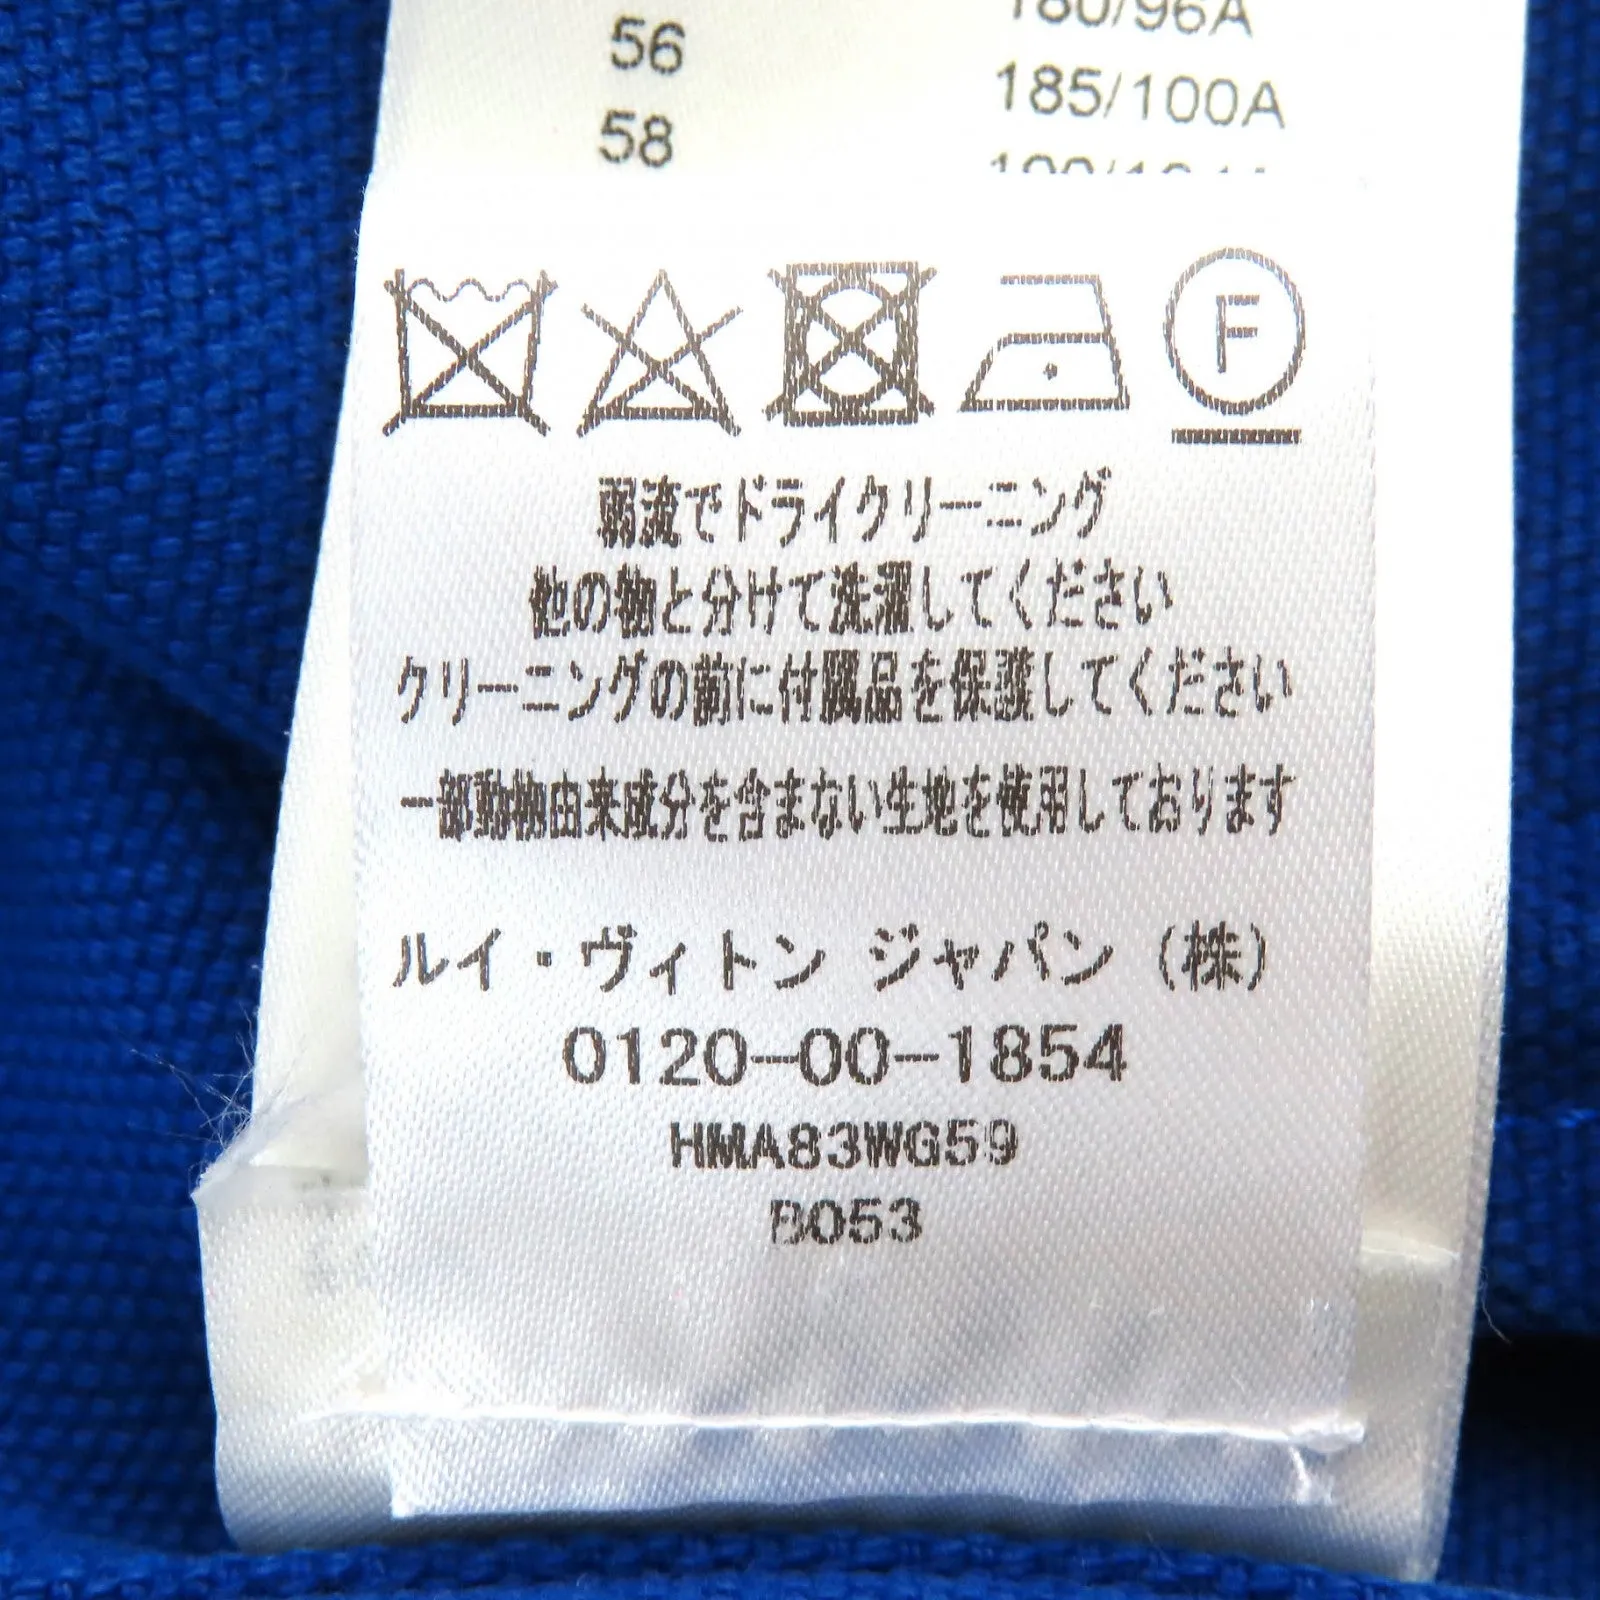 56
180/96A
58
185/100A
F
弱流でドライクリーニング
他の物と分けて洗濯してください
クリーニングの前に付属品を保護してください
一部動物由来成分を含まない生地を使用しております
ルイ・ヴィトン ジャパン（株）
0120-00-1854
HMA83WG59
B053